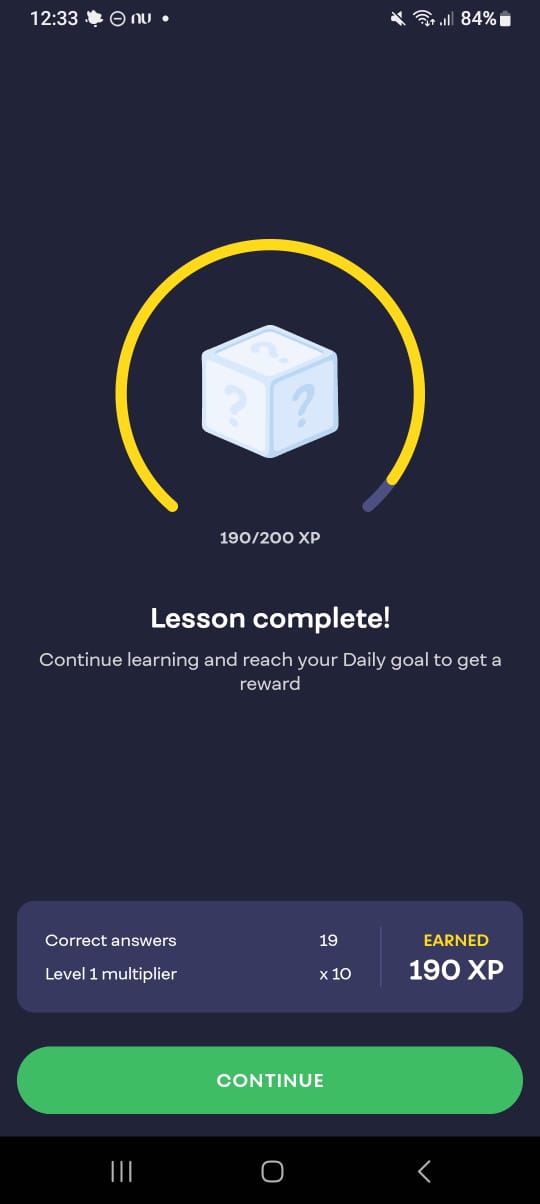 12:33
84%
190/200 XP
Lesson complete!
Continue learning and reach your Daily goal to get a
reward
Correct answers 19
Level 1 multiplier x 10
EARNED
190 XP
CONTINUE